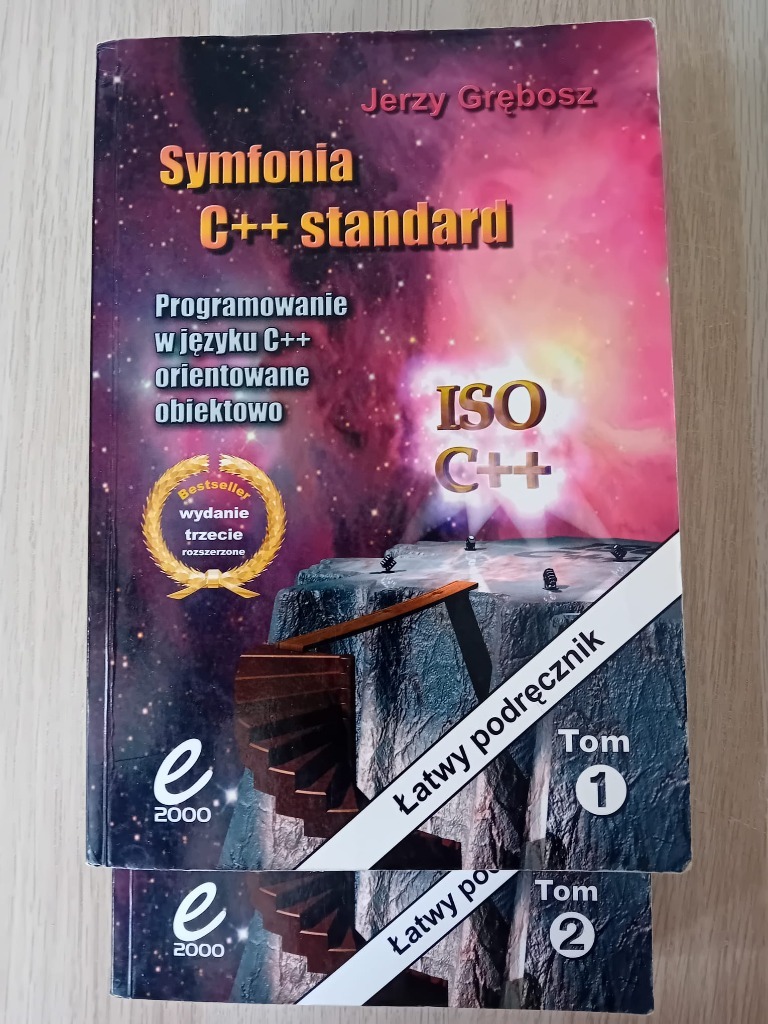 Jerzy Grębosz
Symfonia
C++ standard
Programowanie
w języku C++
orientowane
obiektowo
ISO
C++
Bestseller
wydanie
trzecie
rozszerzone
Łatwy podręcznik
Tom
1
e
2000
e
2000
Łatwy
Tom
2